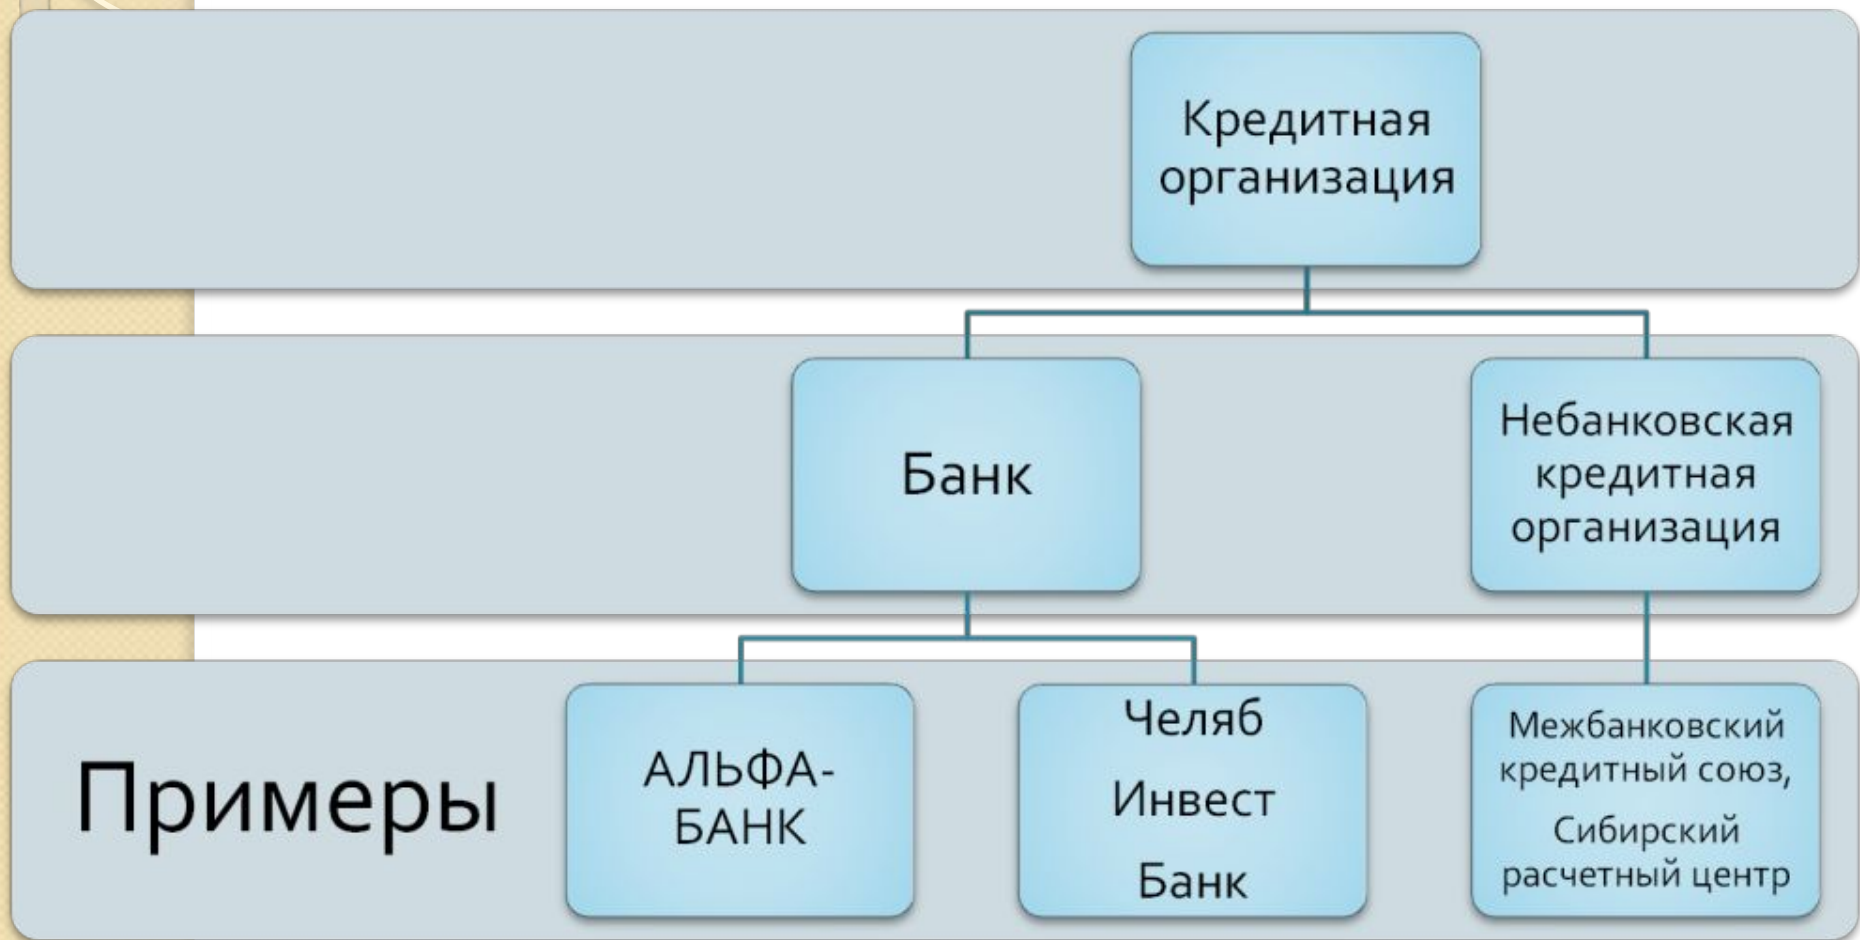 Кредитная
организация
Банк
Небанковская
кредитная
организация
Примеры
АЛЬФА-
БАНК
Челяб
Инвест
Банк
Межбанковский
кредитный союз,
Сибирский
расчетный центр